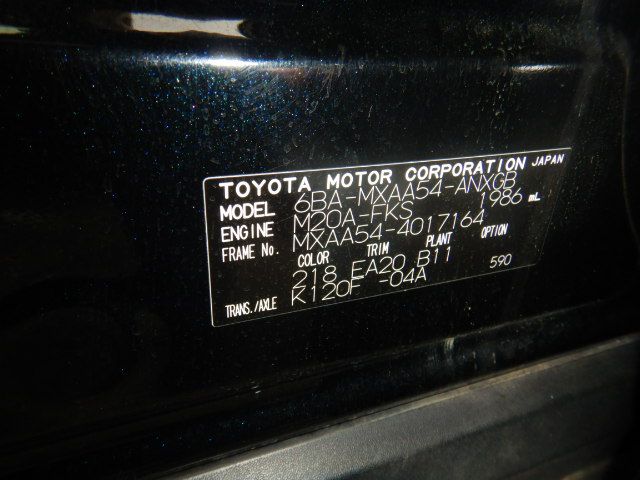 TOYOTA MOTOR CORPORATION JAPAN
MODEL 6BA-MXAA54-ANXGB
ENGINE M20A-FKS 1986 mL
FRAME No. MXAA54-4017164
COLOR TRIM PLANT OPTION
218 EA20 B11 590
TRANS./AXLE K120F -04A